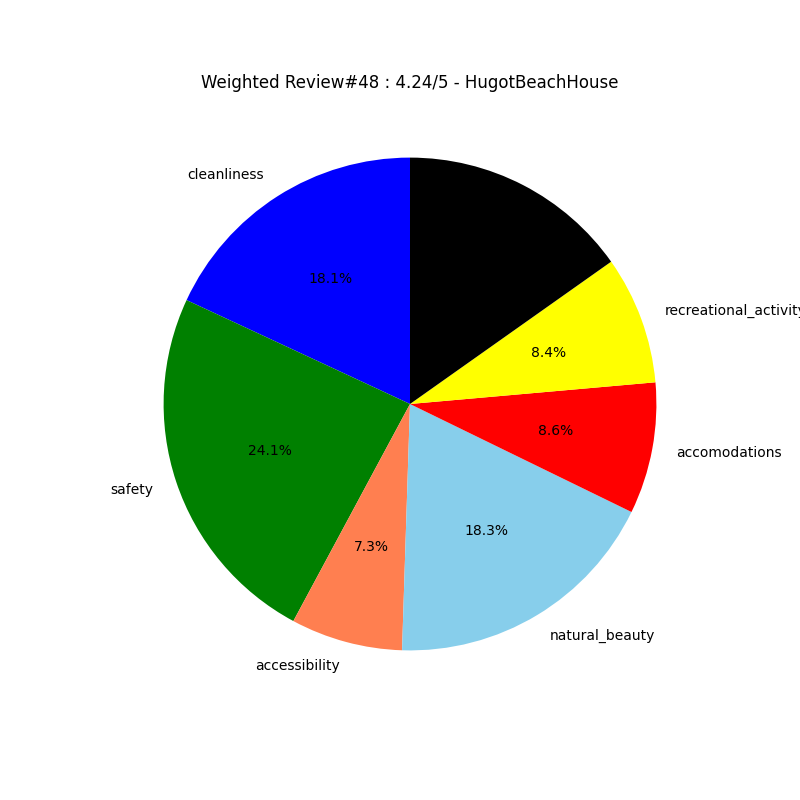 Weighted Review#48 : 4.24/5 - HugotBeachHouse
cleanliness
18.1%
recreational_activity
8.4%
8.6%
accomodations
24.1%
safety
18.3%
7.3%
natural_beauty
accessibility